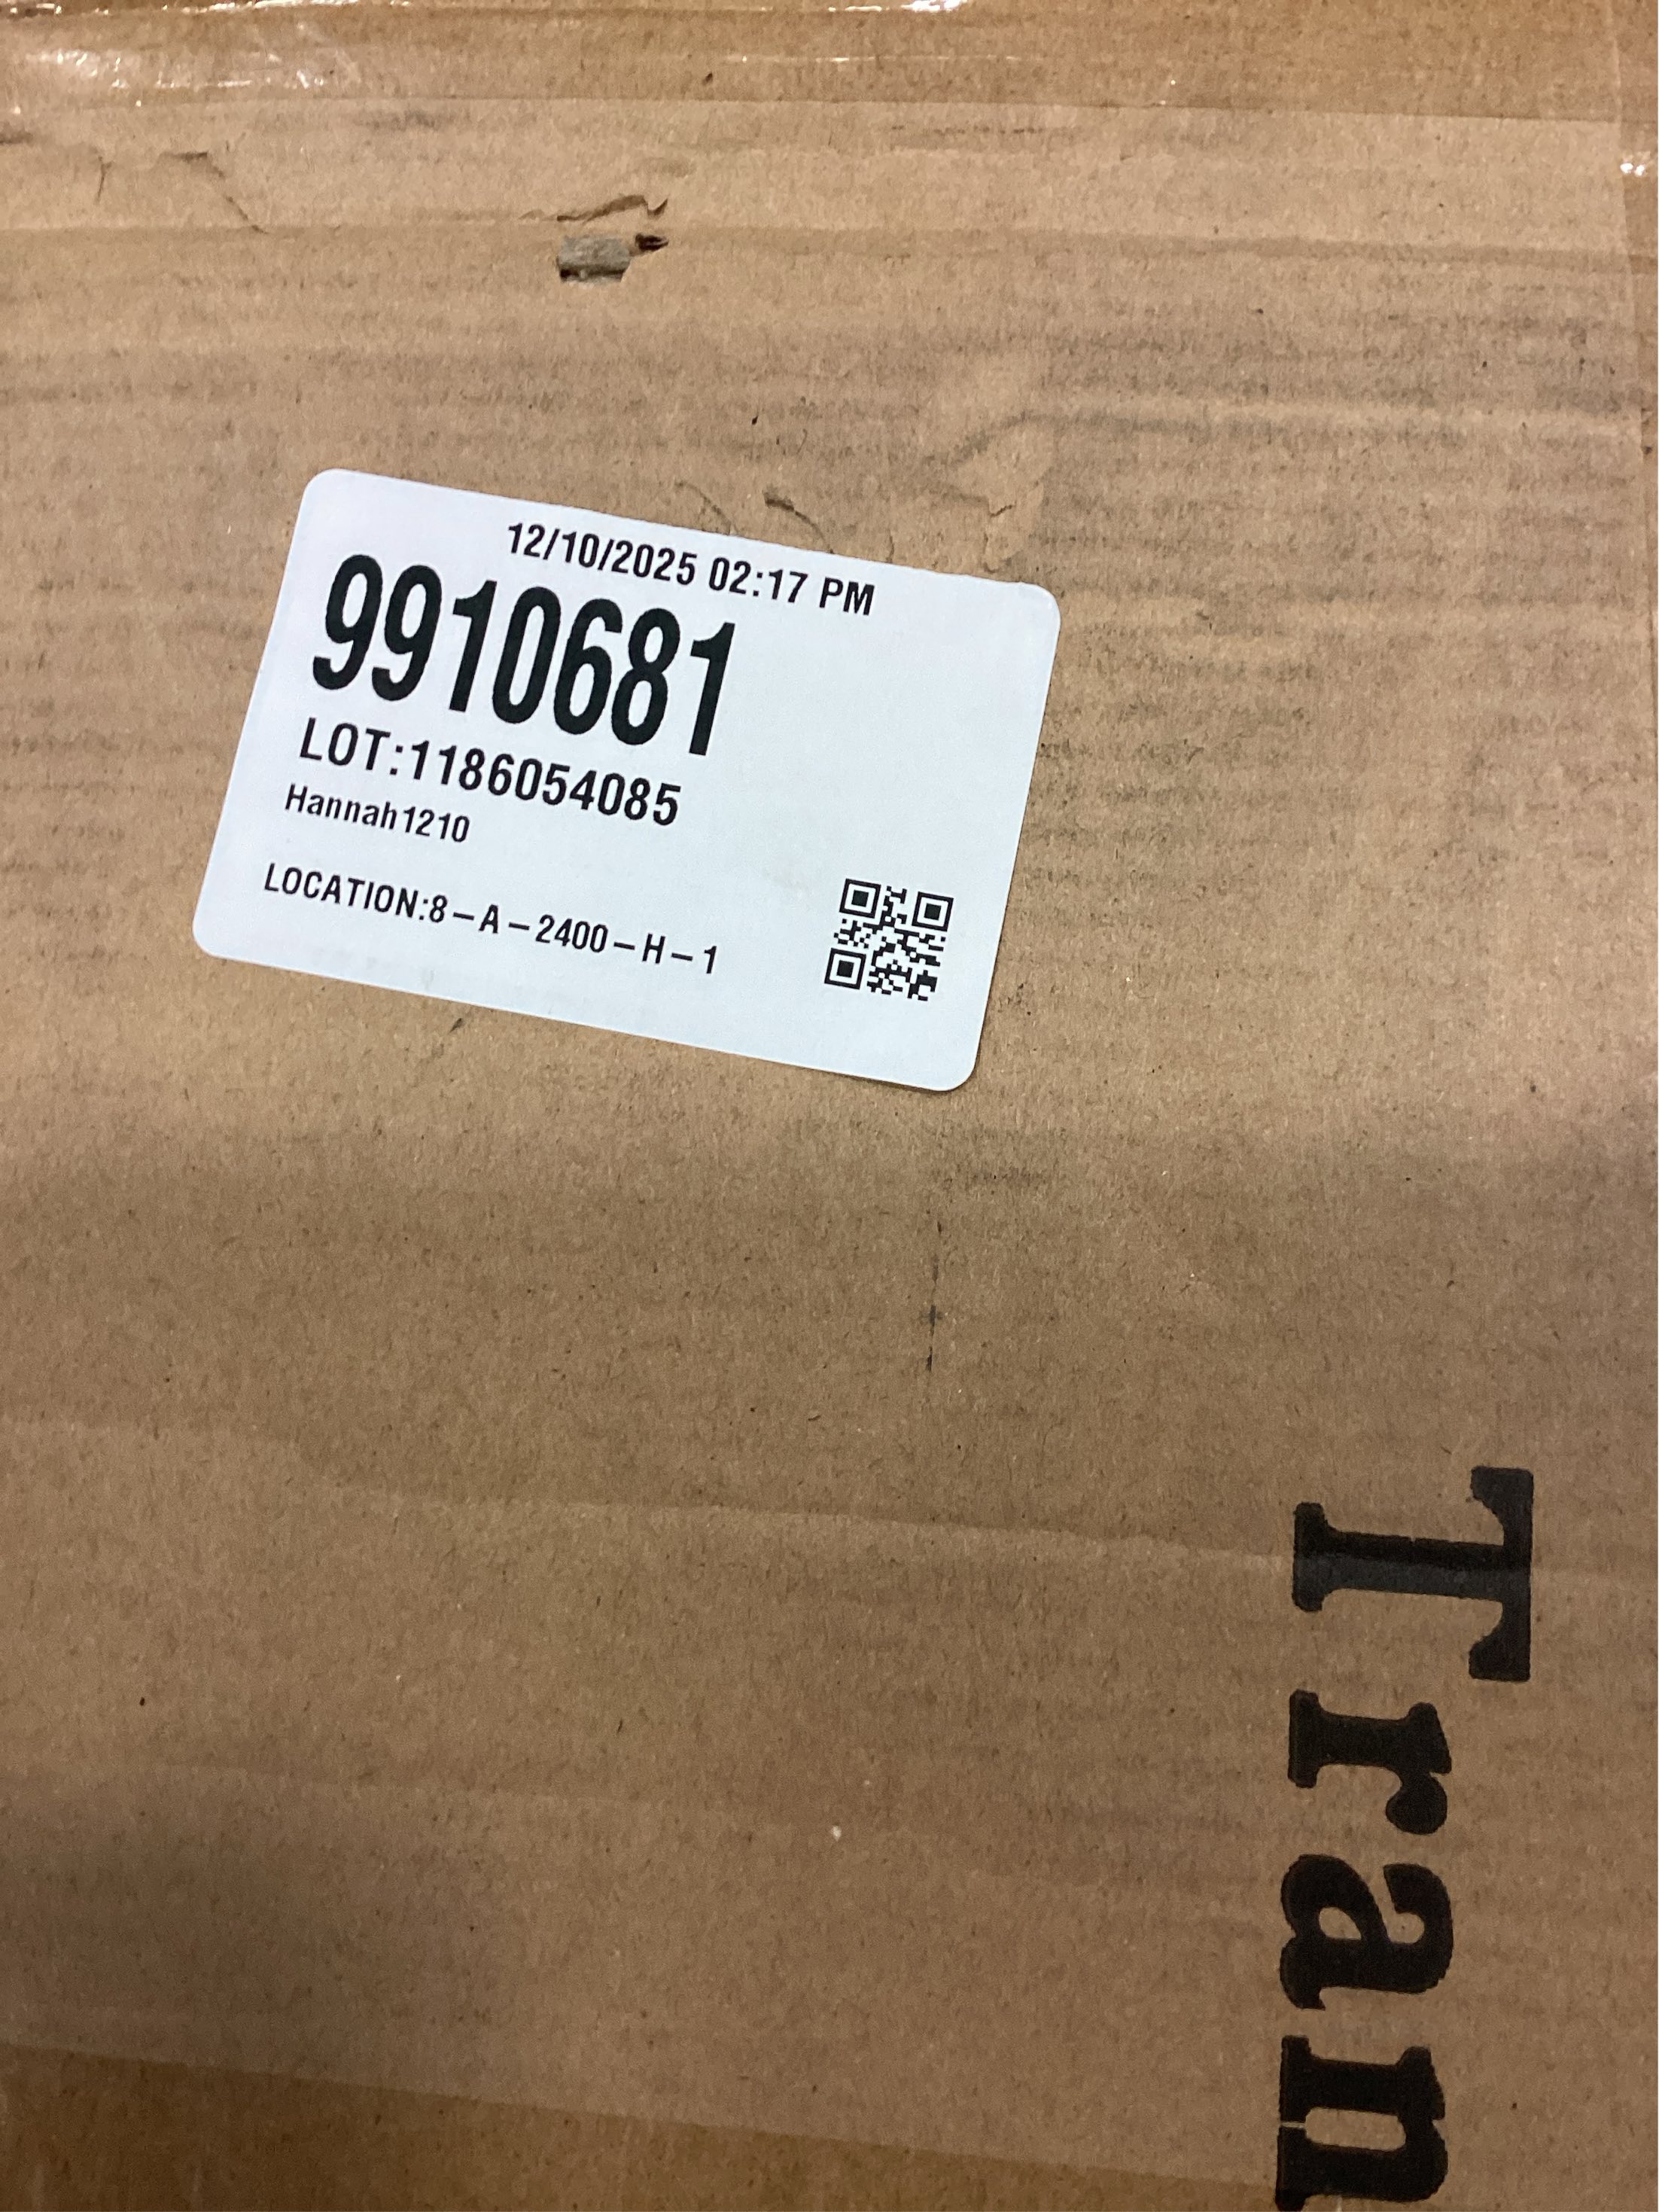 12/10/2025 02:17 PM
9910681
LOT:1186054085
Hannah1210
LOCATION:8–A–2400–H–1
Tran